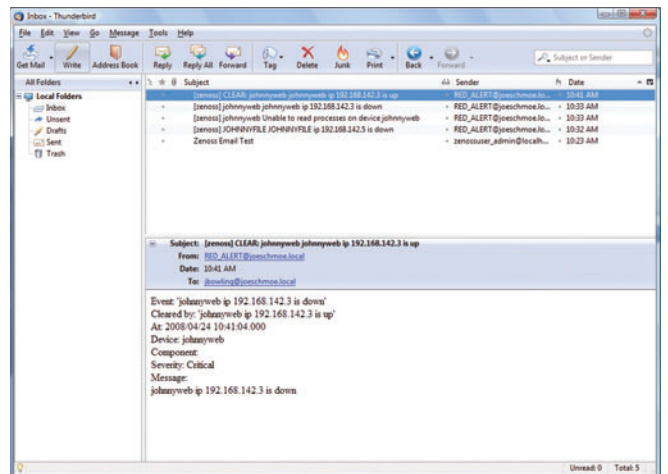 Inbox - Thunderbird
File Edit View Go Message Tools Help
Get Mail Write Address Book Reply Reply All Forward Tag Delete Junk Print Back Forward Subject or Sender
All Folders Subject Sender Date
Local Folders
Inbox
Unsent
Drafts
Sent
Trash
[zenoss] CLEAR: johnnyweb johnnyweb ip 192.168.142.3 is up RED_ALERT@joeschmoe.lo... 10:41 AM
[zenoss] johnnyweb johnnyweb ip 192.168.142.3 is down RED_ALERT@joeschmoe.lo... 10:33 AM
[zenoss] johnnyweb Unable to read processes on device johnnyweb RED_ALERT@joeschmoe.lo... 10:33 AM
[zenoss] JOHNNYFILE JOHNNYFILE ip 192.168.142.5 is down RED_ALERT@joeschmoe.lo... 10:32 AM
Zenoss Email Test zenossuser_admin@localh... 10:23 AM
Subject: [zenoss] CLEAR: johnnyweb johnnyweb ip 192.168.142.3 is up
From: RED_ALERT@joeschmoe.local
Date: 10:41 AM
To: jbowling@joeschmoe.local
Event: 'johnnyweb ip 192.168.142.3 is down'
Cleared by: 'johnnyweb ip 192.168.142.3 is up'
At: 2008/04/24 10:41:04.000
Device: johnnyweb
Component:
Severity: Critical
Message:
johnnyweb ip 192.168.142.3 is down
Unread: 0 Total: 5